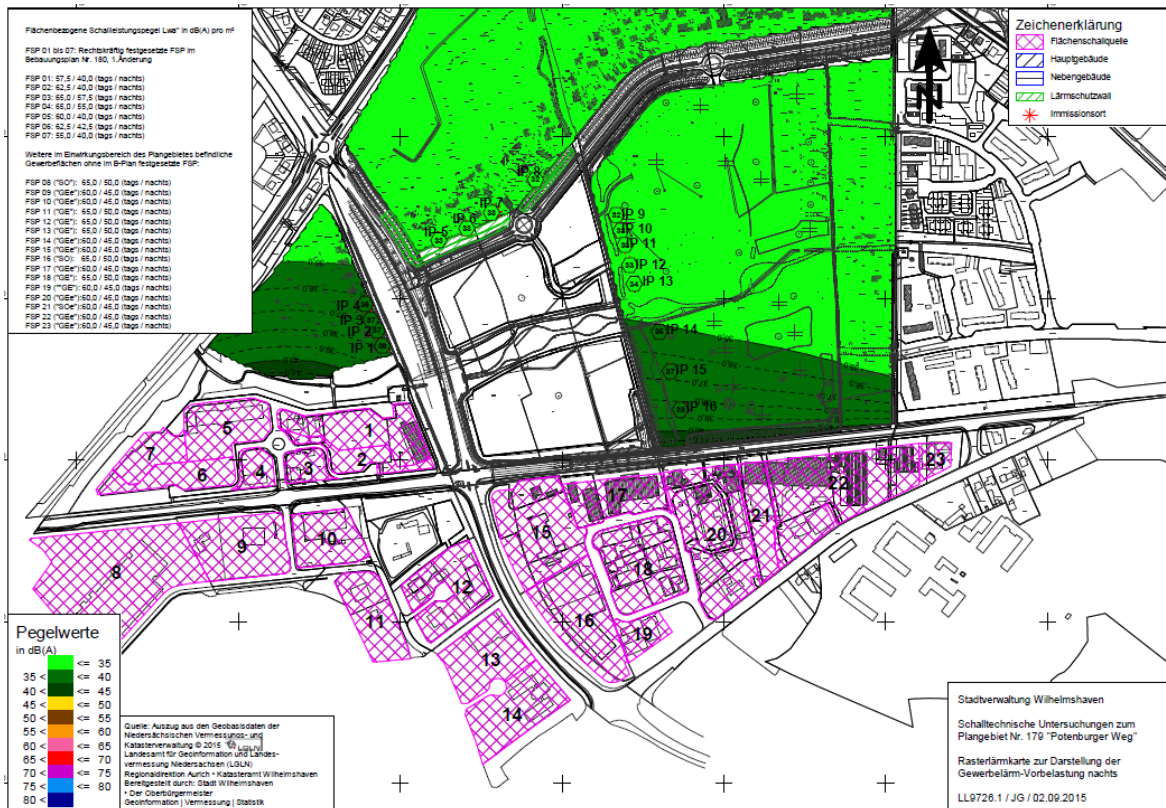 Flächenbezogene Schallleistungspegel Lwa" in dB(A) pro m²
FSP 01 bis 07: Rechtskräftig festgesetzte FSP im
Bebauungsplan Nr. 180, 1.Änderung
FSP 01: 57,5 / 40,0 (tags / nachts)
FSP 02: 62,5 / 40,0 (tags / nachts)
FSP 03: 65,0 / 57,5 (tags / nachts)
FSP 04: 65,0 / 55,0 (tags / nachts)
FSP 05: 60,0 / 40,0 (tags / nachts)
FSP 06: 62,5 / 42,5 (tags / nachts)
FSP 07: 55,0 / 40,0 (tags / nachts)
Weitere im Einwirkungsbereich des Plangebietes befindliche
Gewerbeflächen ohne im B-Plan festgesetzte FSP:
FSP 08 ("SO"): 65,0 / 50,0 (tags / nachts)
FSP 09 ("GEe"):60,0 / 45,0 (tags / nachts)
FSP 10 ("GEe"):60,0 / 45,0 (tags / nachts)
FSP 11 ("GE"): 65,0 / 50,0 (tags / nachts)
FSP 12 ("GE"): 65,0 / 50,0 (tags / nachts)
FSP 13 ("GE"): 65,0 / 50,0 (tags / nachts)
FSP 14 ("GEe"):60,0 / 45,0 (tags / nachts)
FSP 15 ("GEe"):60,0 / 45,0 (tags / nachts)
FSP 16 ("SO): 65,0 / 50,0 (tags / nachts)
FSP 17 ("GEe"):60,0 / 45,0 (tags / nachts)
FSP 18 ("GE"): 65,0 / 50,0 (tags / nachts)
FSP 19 (""GE"): 60,0 / 45,0 (tags / nachts)
FSP 20 ("GEe"):60,0 / 45,0 (tags / nachts)
FSP 21 ("SOe"):60,0 / 45,0 (tags / nachts)
FSP 22 ("GEe"):60,0 / 45,0 (tags / nachts)
FSP 23 ("GEe"):60,0 / 45,0 (tags / nachts)
Zeichenerklärung
Flächenschallquelle
Hauptgebäude
Nebengebäude
Lärmschutzwall
Immissionsort
N
IP 8
32
IP 7
33
IP 6
33
IP 5
33
32 IP 9
33 IP 10
33 IP 11
33 IP 12
34 IP 13
IP 4
IP 3 37
IP 2 37
IP 1 38
36 IP 14
37 IP 15
38 IP 16
1
2
3
4
5
6
7
8
9
10
11
12
13
14
15
16
17
18
19
20
21
22
23
Pegelwerte
in dB(A)
<= 35
35 < <= 40
40 < <= 45
45 < <= 50
50 < <= 55
55 < <= 60
60 < <= 65
65 < <= 70
70 < <= 75
75 < <= 80
80 <
Quelle: Auszug aus den Geobasisdaten der
Niedersächsischen Vermessungs- und
Katasterverwaltung © 2015 LGLN
Landesamt für Geoinformation und Landes-
vermessung Niedersachsen (LGLN)
Regionaldirektion Aurich • Katasteramt Wilhelmshaven
Bereitgestellt durch: Stadt Wilhelmshaven
• Der Oberbürgermeister
Geoinformation | Vermessung | Statistik
Stadtverwaltung Wilhelmshaven
Schalltechnische Untersuchungen zum
Plangebiet Nr. 179 "Potenburger Weg"
Rasterlärmkarte zur Darstellung der
Gewerbelärm-Vorbelastung nachts
LL9726.1 / JG / 02.09.2015